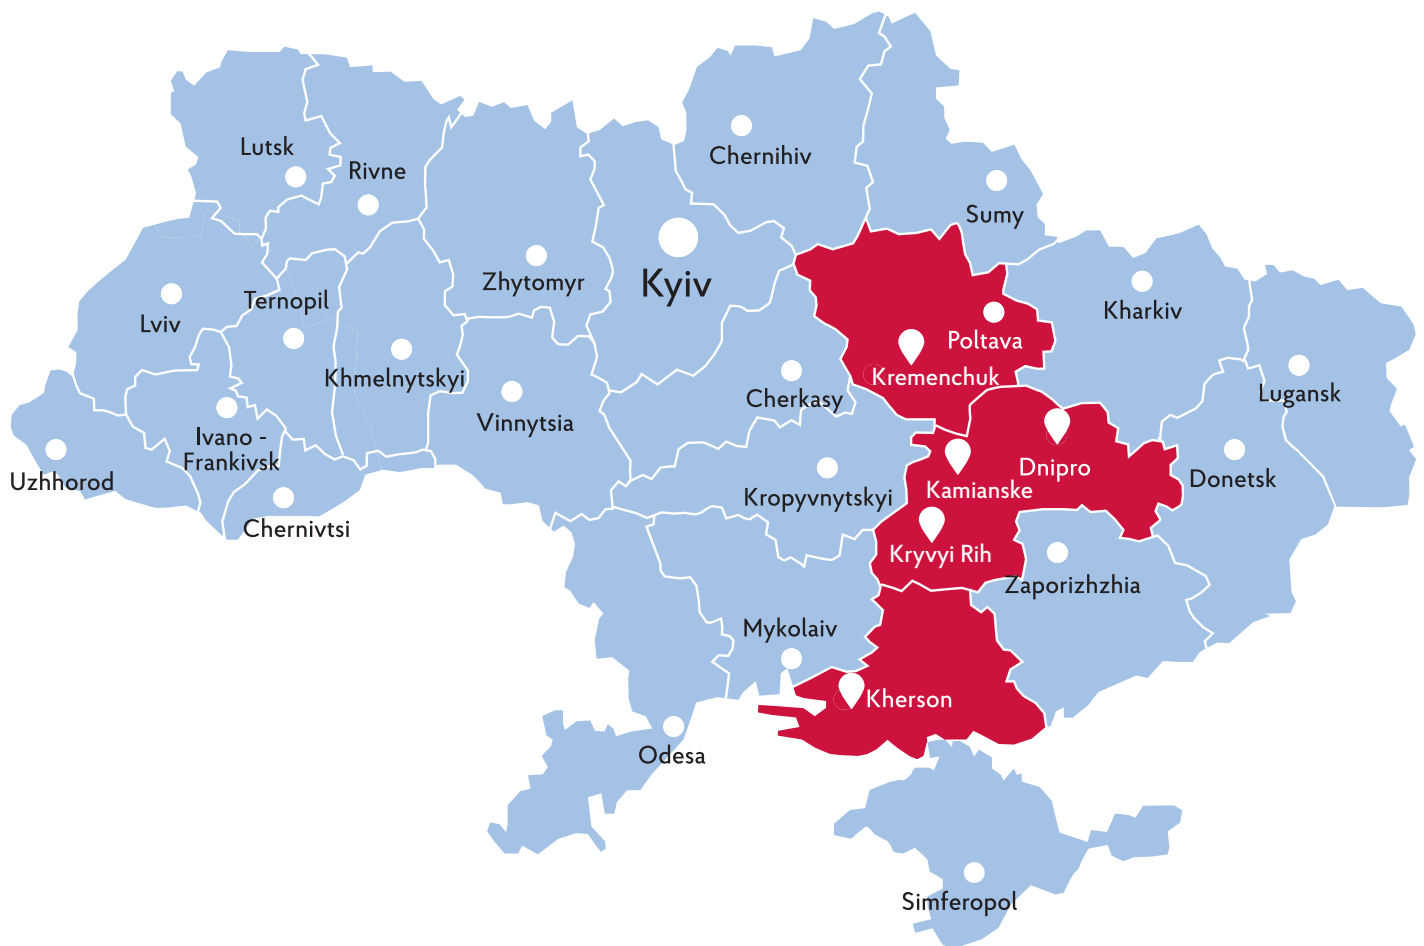 Lutsk
Rivne
Chernihiv
Sumy
Zhytomyr
Kyiv
Ternopil
Lviv
Kharkiv
Poltava
Kremenchuk
Khmelnytskyi
Lugansk
Cherkasy
Vinnytsia
Ivano -
Frankivsk
Uzhhorod
Dnipro
Donetsk
Kamianske
Kropyvnytskyi
Chernivtsi
Kryvyi Rih
Zaporizhzhia
Mykolaiv
Kherson
Odesa
Simferopol